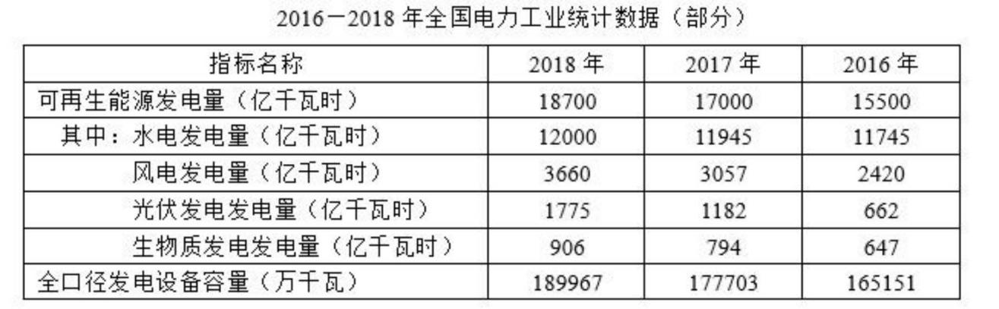 2016－2018 年全国电力工业统计数据（部分）
指标名称 2018 年 2017 年 2016 年
可再生能源发电量（亿千瓦时） 18700 17000 15500
其中：水电发电量（亿千瓦时） 12000 11945 11745
风电发电量（亿千瓦时） 3660 3057 2420
光伏发电发电量（亿千瓦时） 1775 1182 662
生物质发电发电量（亿千瓦时） 906 794 647
全口径发电设备容量（万千瓦） 189967 177703 165151